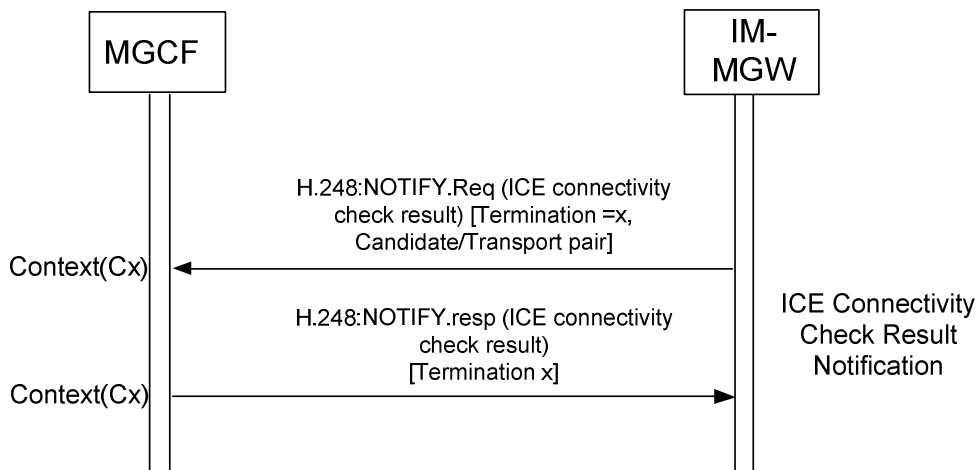 MGCF
IM-
MGW
H.248:NOTIFY.Req (ICE connectivity
check result) [Termination =x,
Candidate/Transport pair]
Context(Cx)
H.248:NOTIFY.resp (ICE connectivity
check result)
[Termination x]
Context(Cx)
ICE Connectivity
Check Result
Notification